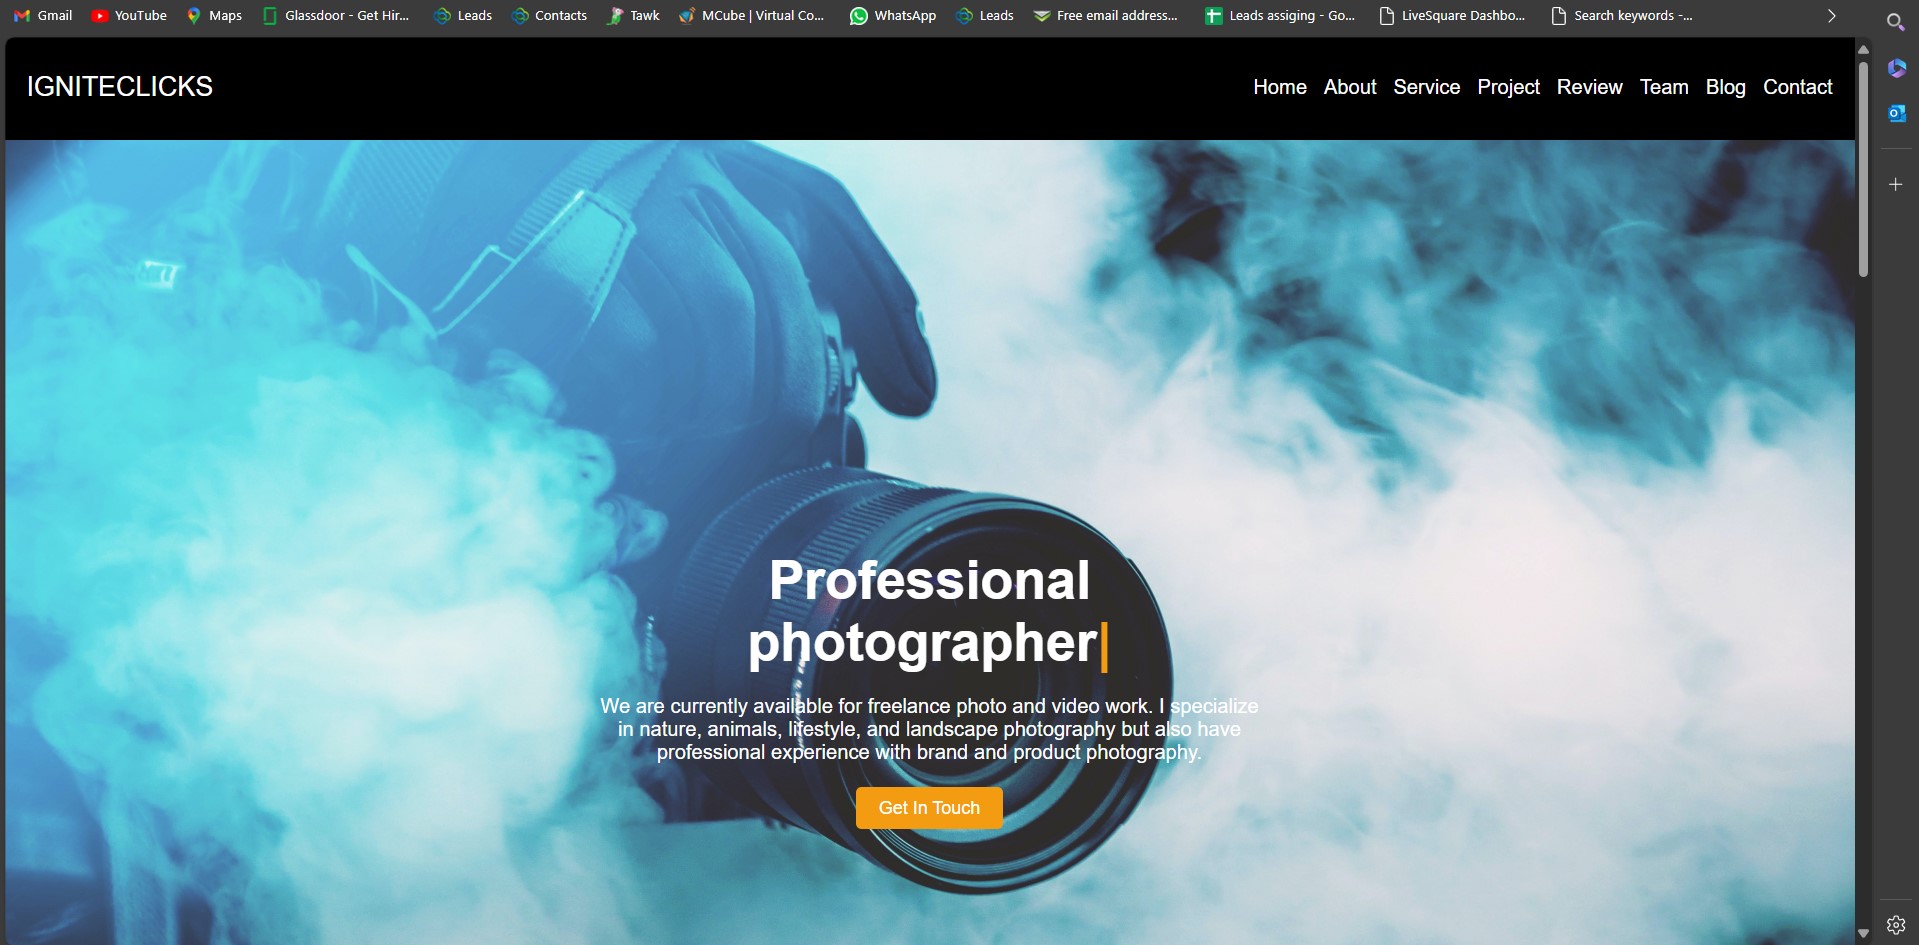 Gmail YouTube Maps Glassdoor - Get Hir... Leads Contacts Tawk MCube | Virtual Co... WhatsApp Leads Free email address... Leads assiging - Go... LiveSquare Dashbo... Search keywords -...
IGNITECLICKS Home About Service Project Review Team Blog Contact
Professional
photographer
We are currently available for freelance photo and video work. I specialize
in nature, animals, lifestyle, and landscape photography but also have
professional experience with brand and product photography.
Get In Touch